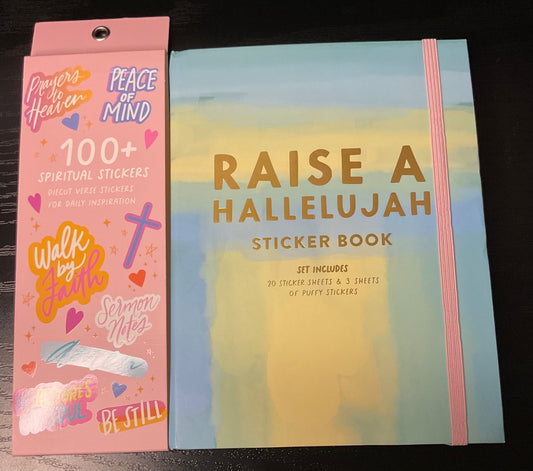 Prayers
to
Heaven
PEACE
OF
MIND
100+
SPIRITUAL STICKERS
DIECUT VERSE STICKERS
FOR DAILY INSPIRATION
Walk
by
Faith
Sermon
Notes
BE STILL
RAISE A
HALLELUJAH
STICKER BOOK
SET INCLUDES
20 STICKER SHEETS & 3 SHEETS
OF PUFFY STICKERS